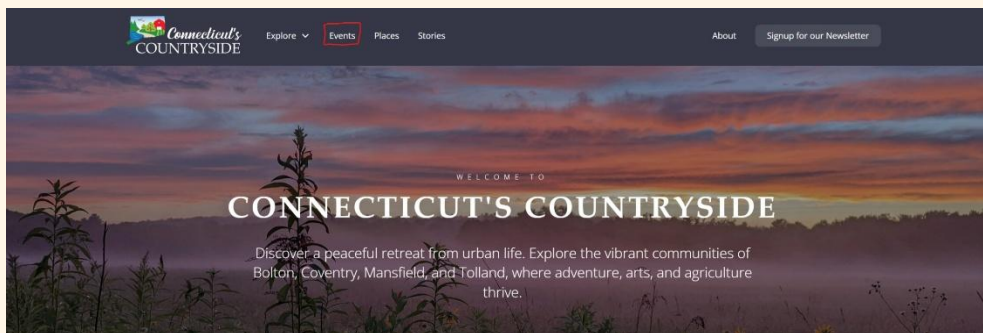 Connecticut's
COUNTRYSIDE
Explore
Events
Places
Stories
About
Signup for our Newsletter
WELCOME TO
CONNECTICUT'S COUNTRYSIDE
Discover a peaceful retreat from urban life. Explore the vibrant communities of
Bolton, Coventry, Mansfield, and Tolland, where adventure, arts, and agriculture
thrive.